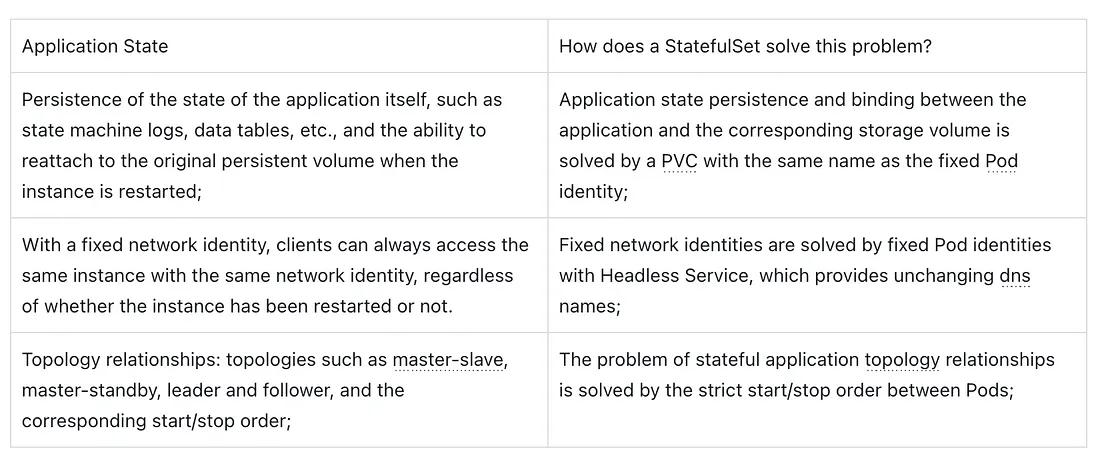 Application State
How does a StatefulSet solve this problem?
Persistence of the state of the application itself, such as
state machine logs, data tables, etc., and the ability to
reattach to the original persistent volume when the
instance is restarted;
Application state persistence and binding between the
application and the corresponding storage volume is
solved by a PVC with the same name as the fixed Pod
identity;
With a fixed network identity, clients can always access the
same instance with the same network identity, regardless
of whether the instance has been restarted or not.
Fixed network identities are solved by fixed Pod identities
with Headless Service, which provides unchanging dns
names;
Topology relationships: topologies such as master-slave,
master-standby, leader and follower, and the
corresponding start/stop order;
The problem of stateful application topology relationships
is solved by the strict start/stop order between Pods;